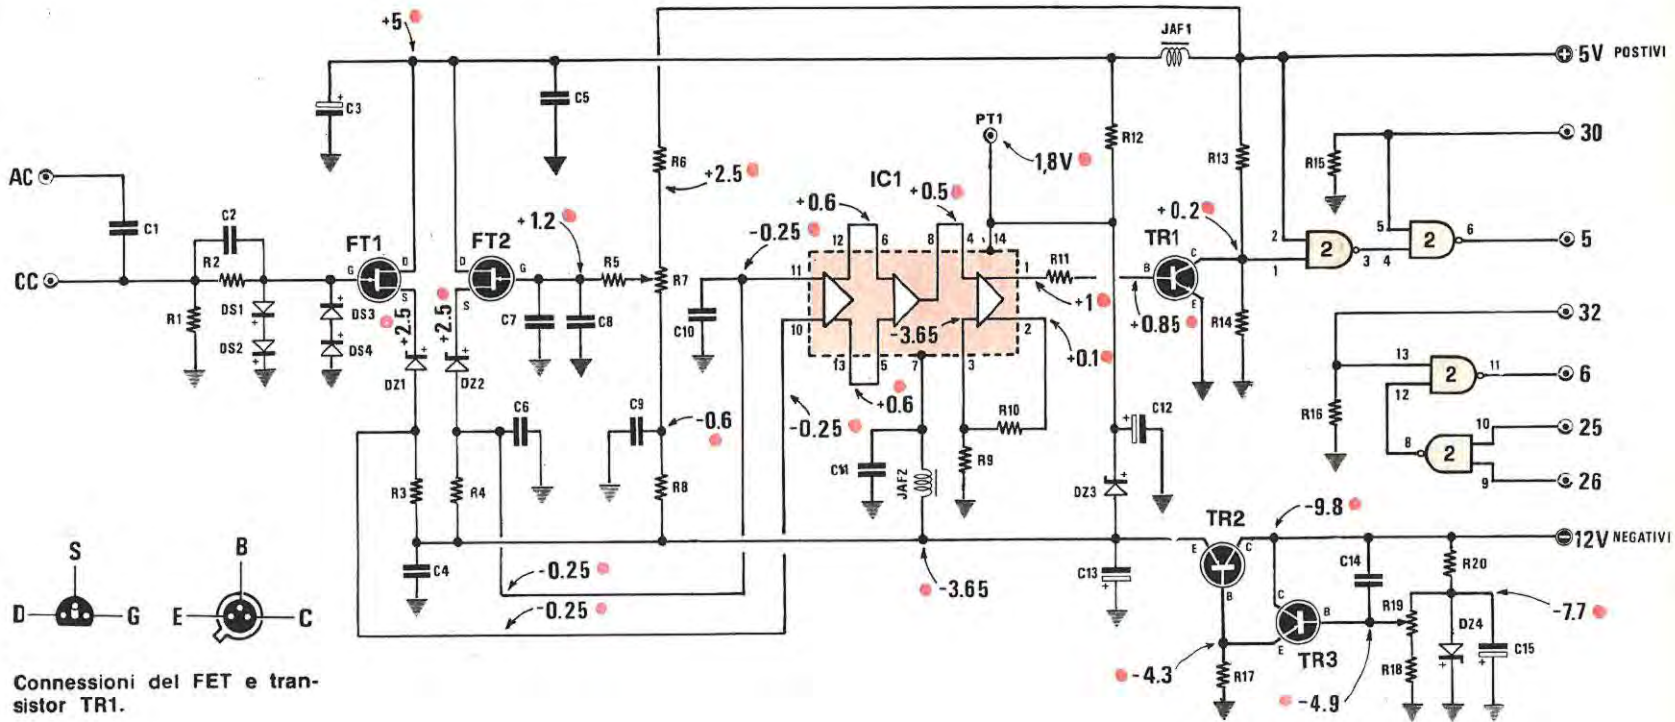 +5
JAF1
5V POSTIVI
C3
C5
PT1
R12
R13
30
R15
AC
R6
+2.5
1,8V
IC1
+0.6
+0.5
C1
C2
+1.2
-0.25
+0.2
5
6
2
3
4
5
2
2
1
FT1
FT2
12
6
8
4
14
TR1
CC
R2
G
D
S
D
S
G
R5
R7
11
1
R11
B
C
E
R1
DS1
DS2
DS3
DS4
+2.5
+2.5
C7
C8
C10
10
-3.65
+1
2
+0.85
R14
32
DZ1
DZ2
13
5
7
3
+0.1
13
12
2
11
6
+0.6
C6
C9
-0.6
-0.25
R10
C12
R16
10
25
8
2
9
26
R3
R4
R8
C11
JAF2
R9
DZ3
-9.8
TR2
E
C
B
12V NEGATIVI
S
B
D
G
E
C
C4
-0.25
-0.25
-3.65
C13
C14
R20
C
B
E
R19
-7.7
DZ4
C15
TR3
R18
-4.3
R17
-4.9
Connessioni del FET e tran-
sistor TR1.